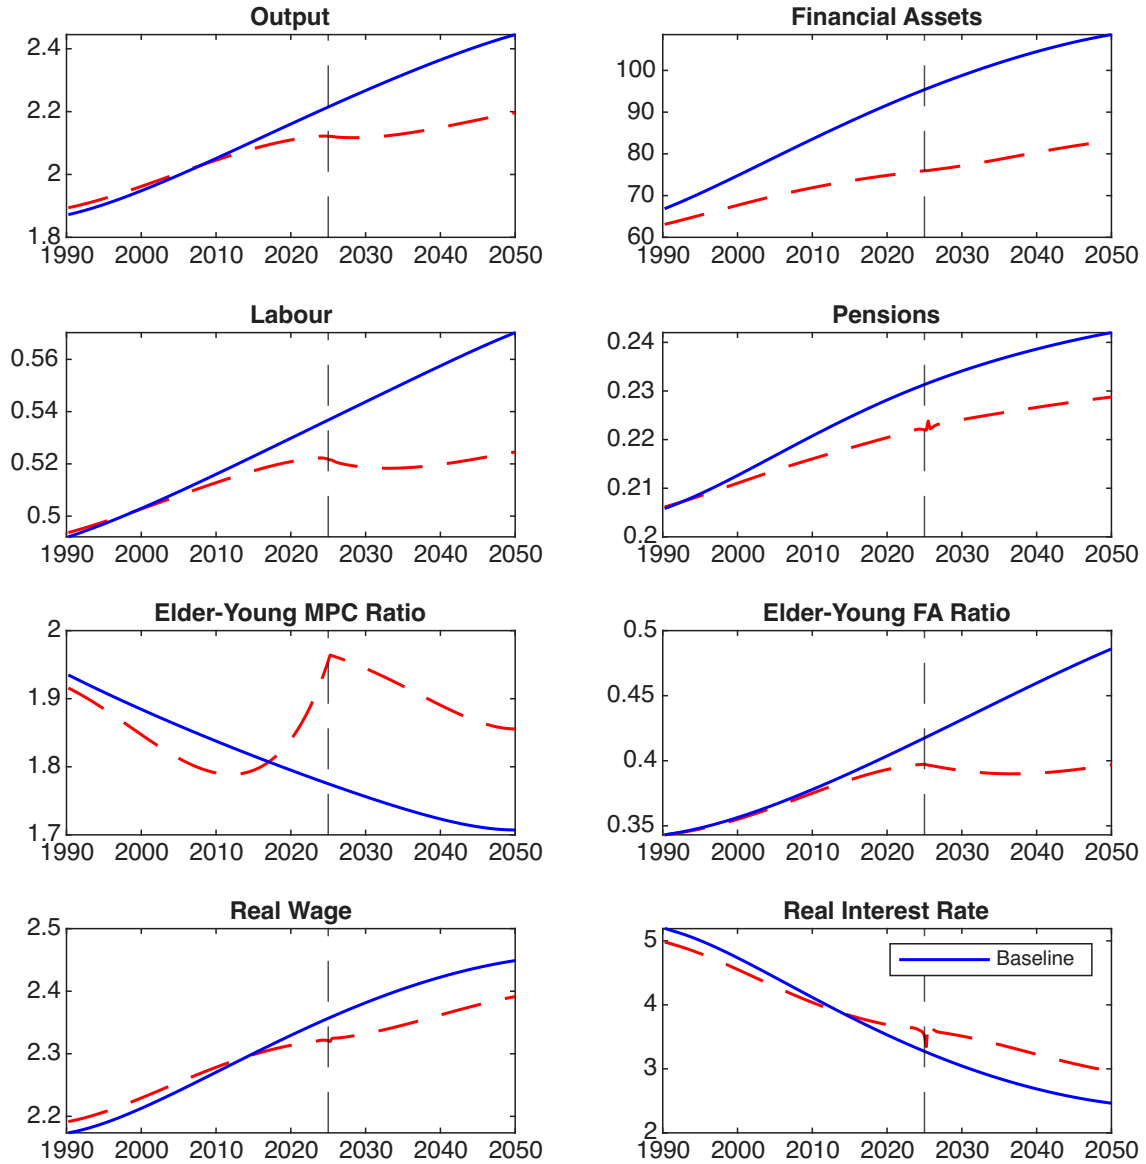 Output
2.4
2.2
2
1.8
1990 2000 2010 2020 2030 2040 2050
Financial Assets
100
90
80
70
60
1990 2000 2010 2020 2030 2040 2050
Labour
0.56
0.54
0.52
0.5
1990 2000 2010 2020 2030 2040 2050
Pensions
0.24
0.23
0.22
0.21
0.2
1990 2000 2010 2020 2030 2040 2050
Elder-Young MPC Ratio
2
1.9
1.8
1.7
1990 2000 2010 2020 2030 2040 2050
Elder-Young FA Ratio
0.5
0.45
0.4
0.35
1990 2000 2010 2020 2030 2040 2050
Real Wage
2.5
2.4
2.3
2.2
1990 2000 2010 2020 2030 2040 2050
Real Interest Rate
5
4
3
2
Baseline
1990 2000 2010 2020 2030 2040 2050